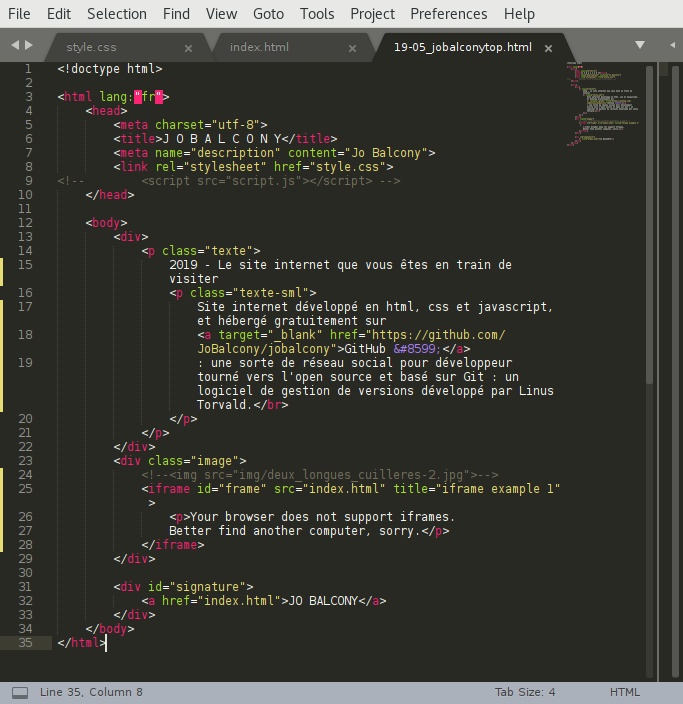 File Edit Selection Find View Goto Tools Project Preferences Help
style.css × index.html × 19-05_jobalconytop.html ×
1 <!doctype html>
2
3 <html lang:"fr">
4 <head>
5 <meta charset="utf-8">
6 <title>J O B A L C O N Y</title>
7 <meta name="description" content="Jo Balcony">
8 <link rel="stylesheet" href="style.css">
9 <!-- <script src="script.js"></script> -->
10 </head>
11
12 <body>
13 <div>
14 <p class="texte">
15 2019 - Le site internet que vous êtes en train de
visiter
16 <p class="texte-sml">
17 Site internet développé en html, css et javascript,
et hébergé gratuitement sur
18 <a target="_blank" href="https://github.com/
JoBalcony/jobalcony">GitHub &#8599;</a>
19 : une sorte de réseau social pour développeur
tourné vers l'open source et basé sur Git : un
logiciel de gestion de versions développé par Linus
Torvald.</br>
20 </p>
21 </p>
22 </div>
23 <div class="image">
24 <!--<img src="img/deux_longues_cuilleres-2.jpg">-->
25 <iframe id="frame" src="index.html" title="iframe example 1"
>
26 <p>Your browser does not support iframes.
27 Better find another computer, sorry.</p>
28 </iframe>
29 </div>
30
31 <div id="signature">
32 <a href="index.html">JO BALCONY</a>
33 </div>
34 </body>
35 </html>
Line 35, Column 8 Tab Size: 4 HTML